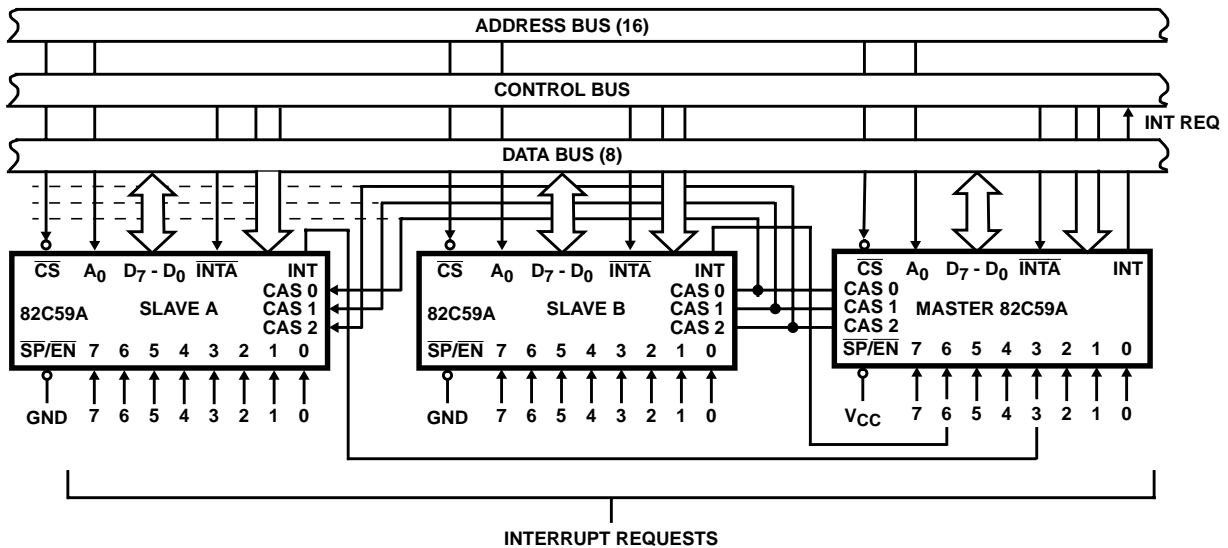 ADDRESS BUS (16)
CONTROL BUS
INT REQ
DATA BUS (8)
CS A0 D7 - D0 INTA INT
CAS 0
82C59A SLAVE A CAS 1
CAS 2
SP/EN 7 6 5 4 3 2 1 0
GND 7 6 5 4 3 2 1 0
CS A0 D7 - D0 INTA INT
CAS 0
82C59A SLAVE B CAS 1
CAS 2
SP/EN 7 6 5 4 3 2 1 0
GND 7 6 5 4 3 2 1 0
CS A0 D7 - D0 INTA INT
CAS 0
CAS 1 MASTER 82C59A
CAS 2
SP/EN 7 6 5 4 3 2 1 0
VCC 7 6 5 4 3 2 1 0
INTERRUPT REQUESTS